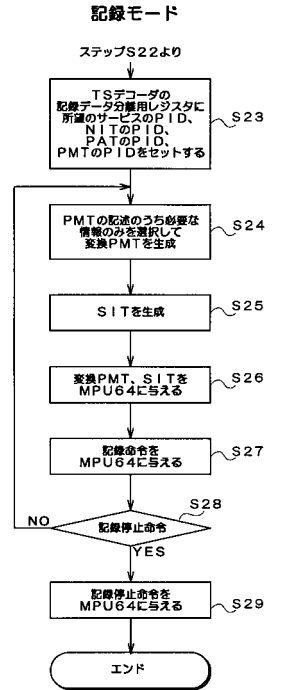 記録モード
ステップS22より
TSデコーダの
記録データ分離用レジスタに
所望のサービスのPID、
NITのPID、
PATのPID、
PMTのPIDをセットする
S23
PMTの記述のうち必要な
情報のみを選択して
変換PMTを生成
S24
SITを生成
S25
変換PMT、SITを
MPU64に与える
S26
記録命令を
MPU64に与える
S27
S28
記録停止命令
NO
YES
記録停止命令を
MPU64に与える
S29
エンド